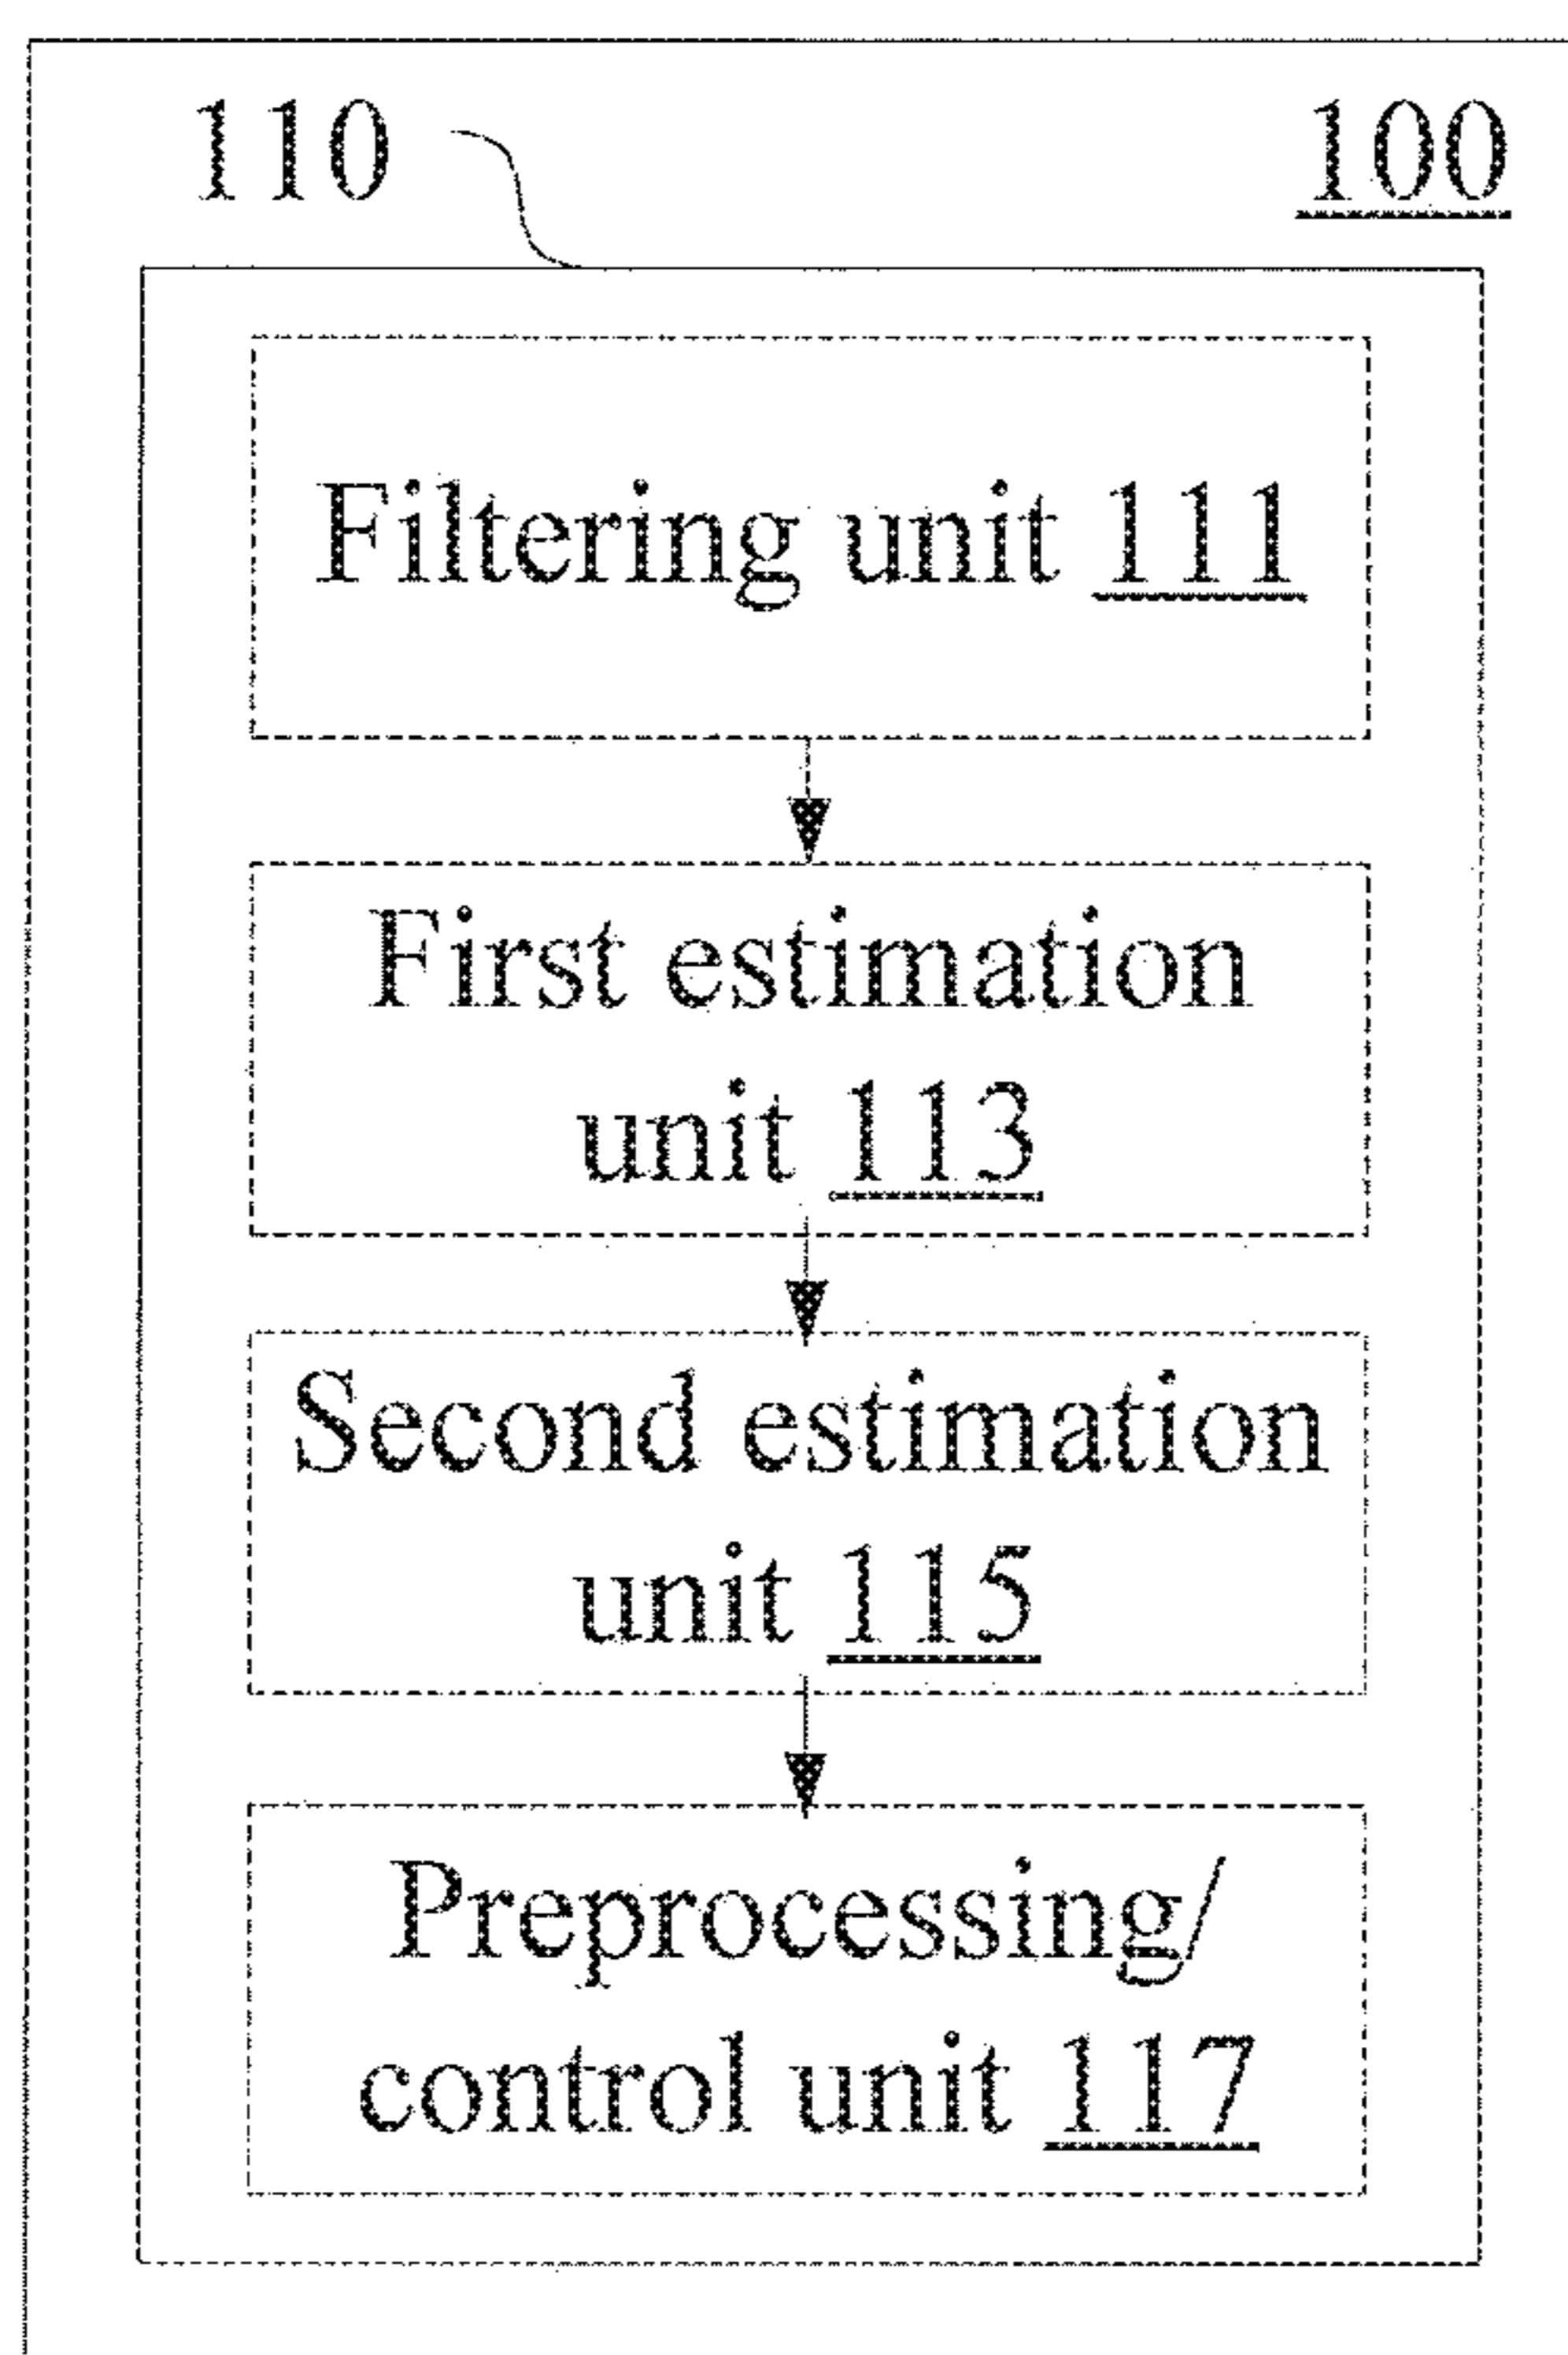 110
100
Filtering unit 111
First estimation
unit 113
Second estimation
unit 115
Preprocessing/
control unit 117